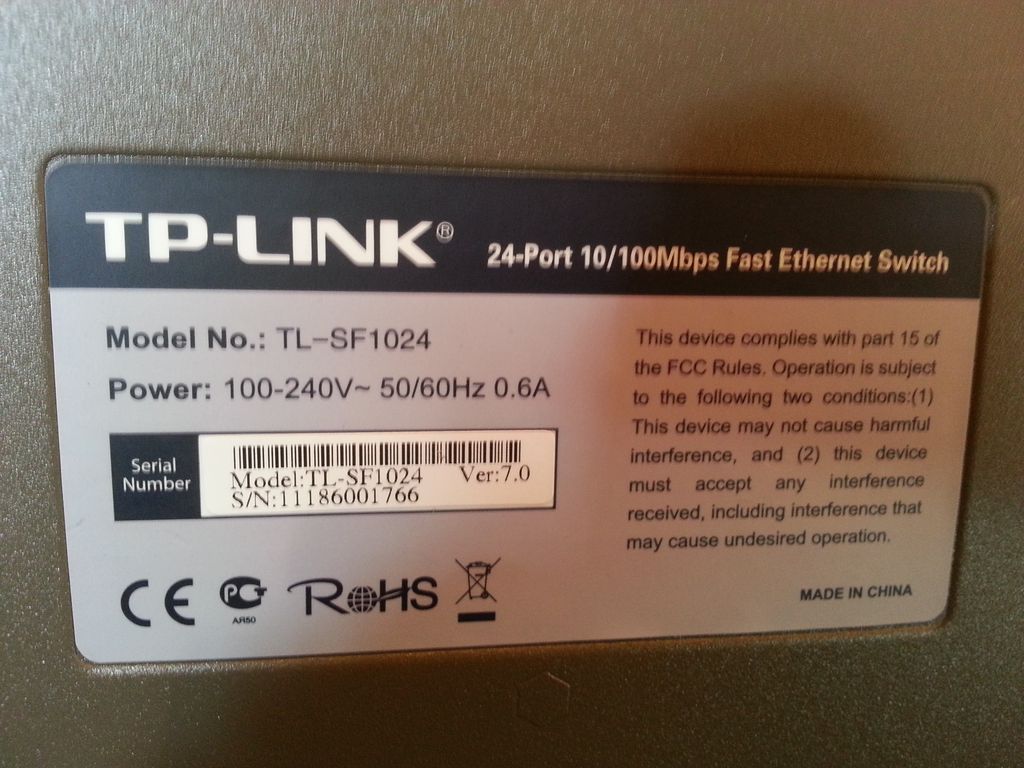 TP-LINK®
24-Port 10/100Mbps Fast Ethernet Switch
Model No.: TL-SF1024
Power: 100-240V~ 50/60Hz 0.6A
Serial
Number
Model:TL-SF1024 Ver:7.0
S/N:11186001766
This device complies with part 15 of
the FCC Rules. Operation is subject
to the following two conditions:(1)
This device may not cause harmful
interference, and (2) this device
must accept any interference
received, including interference that
may cause undesired operation.
CE
PCT
АЯ50
RoHS
MADE IN CHINA